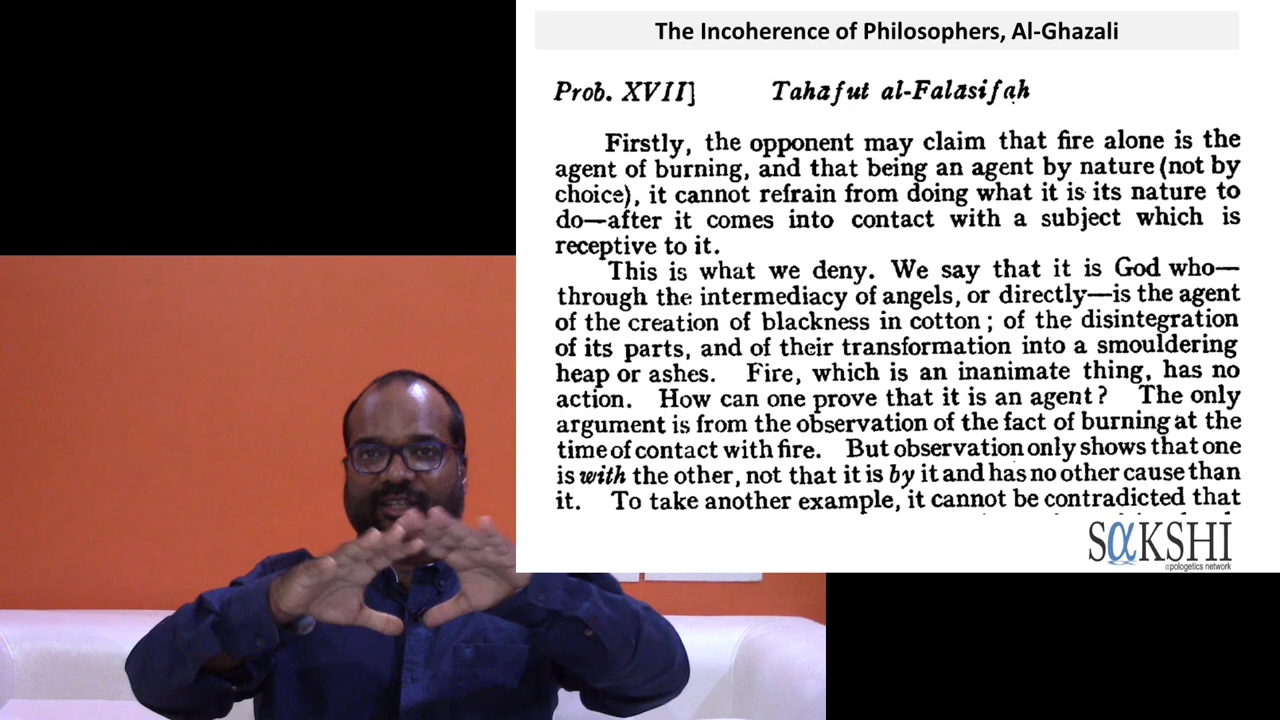 The Incoherence of Philosophers, Al-Ghazali
Prob. XVII] Tahāfut al-Falāsifaḥ
Firstly, the opponent may claim that fire alone is the
agent of burning, and that being an agent by nature (not by
choice), it cannot refrain from doing what it is its nature to
do—after it comes into contact with a subject which is
receptive to it.
This is what we deny. We say that it is God who—
through the intermediacy of angels, or directly—is the agent
of the creation of blackness in cotton ; of the disintegration
of its parts, and of their transformation into a smouldering
heap or ashes. Fire, which is an inanimate thing, has no
action. How can one prove that it is an agent ? The only
argument is from the observation of the fact of burning at the
time of contact with fire. But observation only shows that one
is with the other, not that it is by it and has no other cause than
it. To take another example, it cannot be contradicted that
SαKSHI
αpologetics network